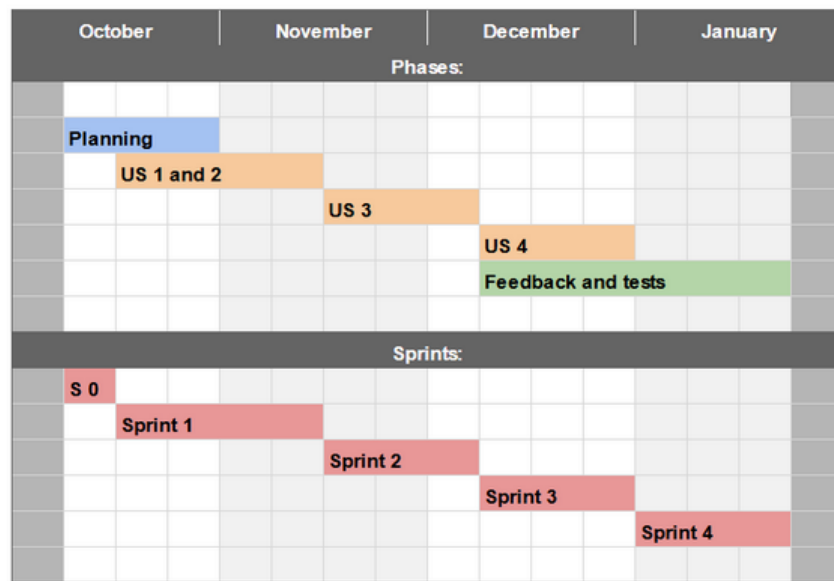 October November December January
Phases:
Planning
US 1 and 2
US 3
US 4
Feedback and tests
Sprints:
S 0
Sprint 1
Sprint 2
Sprint 3
Sprint 4